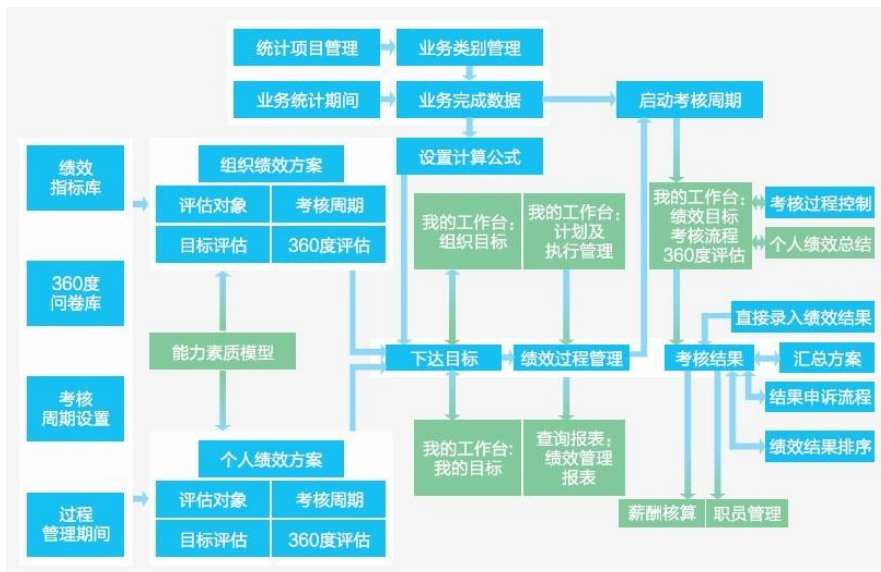 统计项目管理
业务类别管理
业务统计期间
业务完成数据
启动考核周期
设置计算公式
绩效
指标库
360度
问卷库
考核
周期设置
过程
管理期间
组织绩效方案
评估对象
考核周期
目标评估
360度评估
能力素质模型
个人绩效方案
评估对象
考核周期
目标评估
360度评估
我的工作台：
组织目标
我的工作台：
计划及
执行管理
下达目标
绩效过程管理
我的工作台：
我的目标
查询报表：
绩效管理
报表
我的工作台：
绩效目标
考核流程
360度评估
考核过程控制
个人绩效总结
直接录入绩效结果
考核结果
汇总方案
结果申诉流程
绩效结果排序
薪酬核算
职员管理